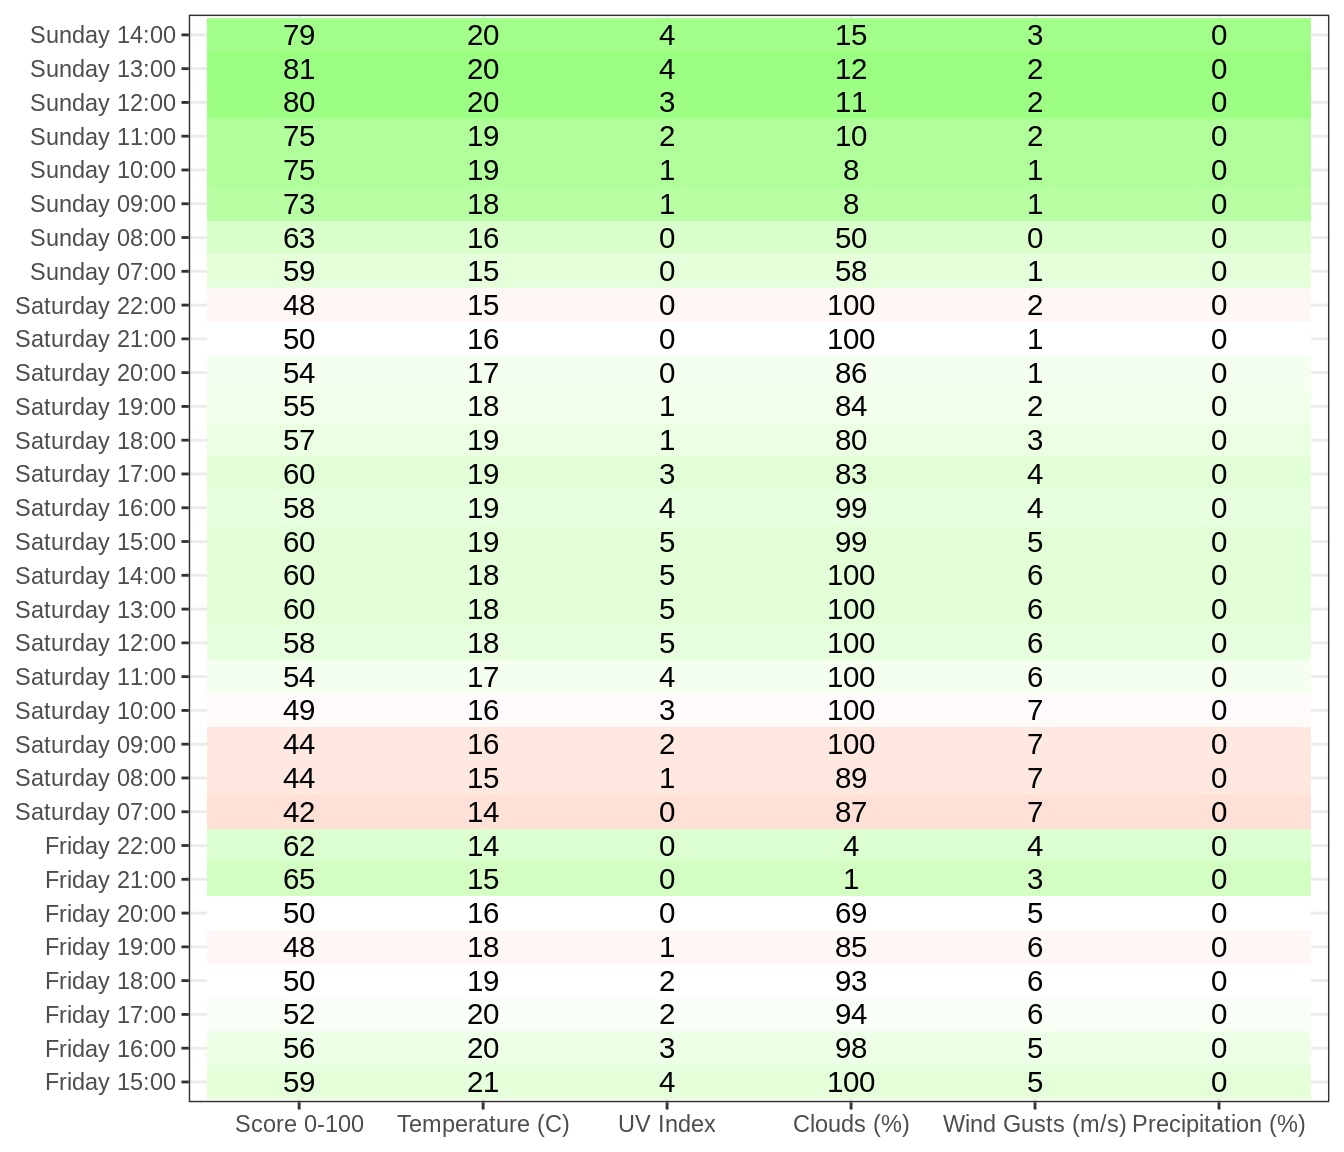 Sunday 14:00 79 20 4 15 3 0
Sunday 13:00 81 20 4 12 2 0
Sunday 12:00 80 20 3 11 2 0
Sunday 11:00 75 19 2 10 2 0
Sunday 10:00 75 19 1 8 1 0
Sunday 09:00 73 18 1 8 1 0
Sunday 08:00 63 16 0 50 0 0
Sunday 07:00 59 15 0 58 1 0
Saturday 22:00 48 15 0 100 2 0
Saturday 21:00 50 16 0 100 1 0
Saturday 20:00 54 17 0 86 1 0
Saturday 19:00 55 18 1 84 2 0
Saturday 18:00 57 19 1 80 3 0
Saturday 17:00 60 19 3 83 4 0
Saturday 16:00 58 19 4 99 4 0
Saturday 15:00 60 19 5 99 5 0
Saturday 14:00 60 18 5 100 6 0
Saturday 13:00 60 18 5 100 6 0
Saturday 12:00 58 18 5 100 6 0
Saturday 11:00 54 17 4 100 6 0
Saturday 10:00 49 16 3 100 7 0
Saturday 09:00 44 16 2 100 7 0
Saturday 08:00 44 15 1 89 7 0
Saturday 07:00 42 14 0 87 7 0
Friday 22:00 62 14 0 4 4 0
Friday 21:00 65 15 0 1 3 0
Friday 20:00 50 16 0 69 5 0
Friday 19:00 48 18 1 85 6 0
Friday 18:00 50 19 2 93 6 0
Friday 17:00 52 20 2 94 6 0
Friday 16:00 56 20 3 98 5 0
Friday 15:00 59 21 4 100 5 0
Score 0-100 Temperature (C) UV Index Clouds (%) Wind Gusts (m/s) Precipitation (%)